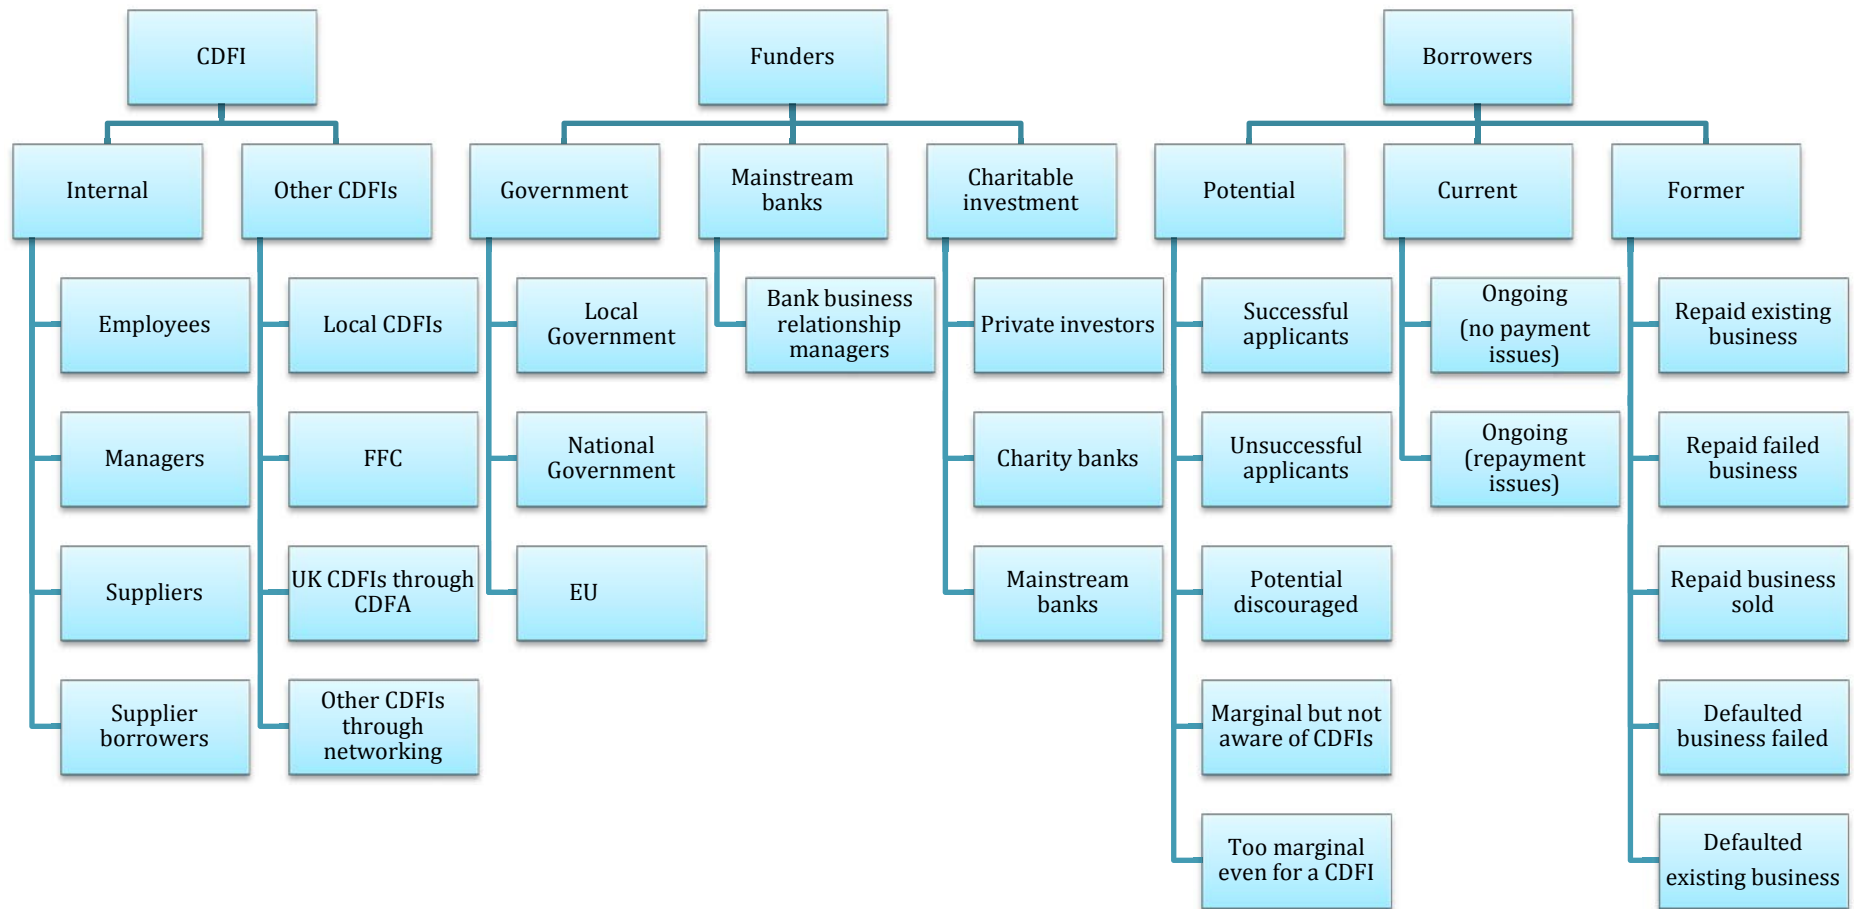 CDFI
Funders
Borrowers
Internal
Other CDFIs
Government
Mainstream
banks
Charitable
investment
Potential
Current
Former
Employees
Managers
Suppliers
Supplier
borrowers
Local CDFIs
FFC
UK CDFIs through
CDFA
Other CDFIs
through
networking
Local
Government
National
Government
EU
Bank business
relationship
managers
Private investors
Charity banks
Mainstream
banks
Successful
applicants
Unsuccessful
applicants
Potential
discouraged
Marginal but not
aware of CDFIs
Too marginal
even for a CDFI
Ongoing
(no payment
issues)
Ongoing
(repayment
issues)
Repaid existing
business
Repaid failed
business
Repaid business
sold
Defaulted
business failed
Defaulted
existing business